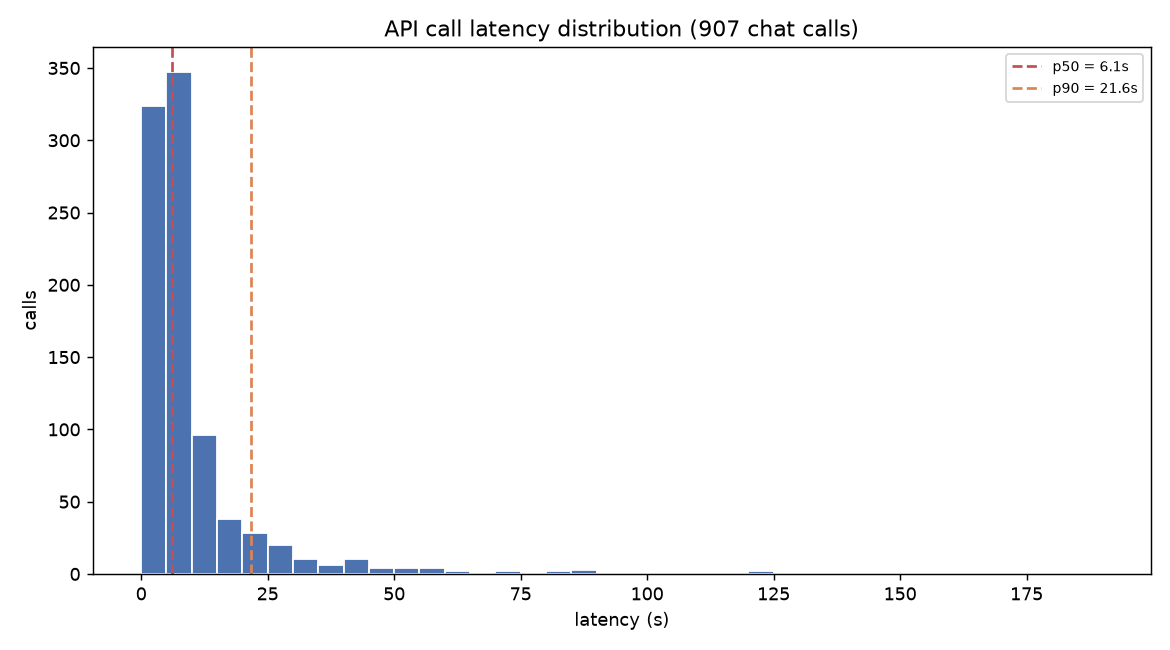 API call latency distribution (907 chat calls)
p50 = 6.1s
p90 = 21.6s
350
300
250
200
150
100
50
0
calls
0 25 50 75 100 125 150 175
latency (s)